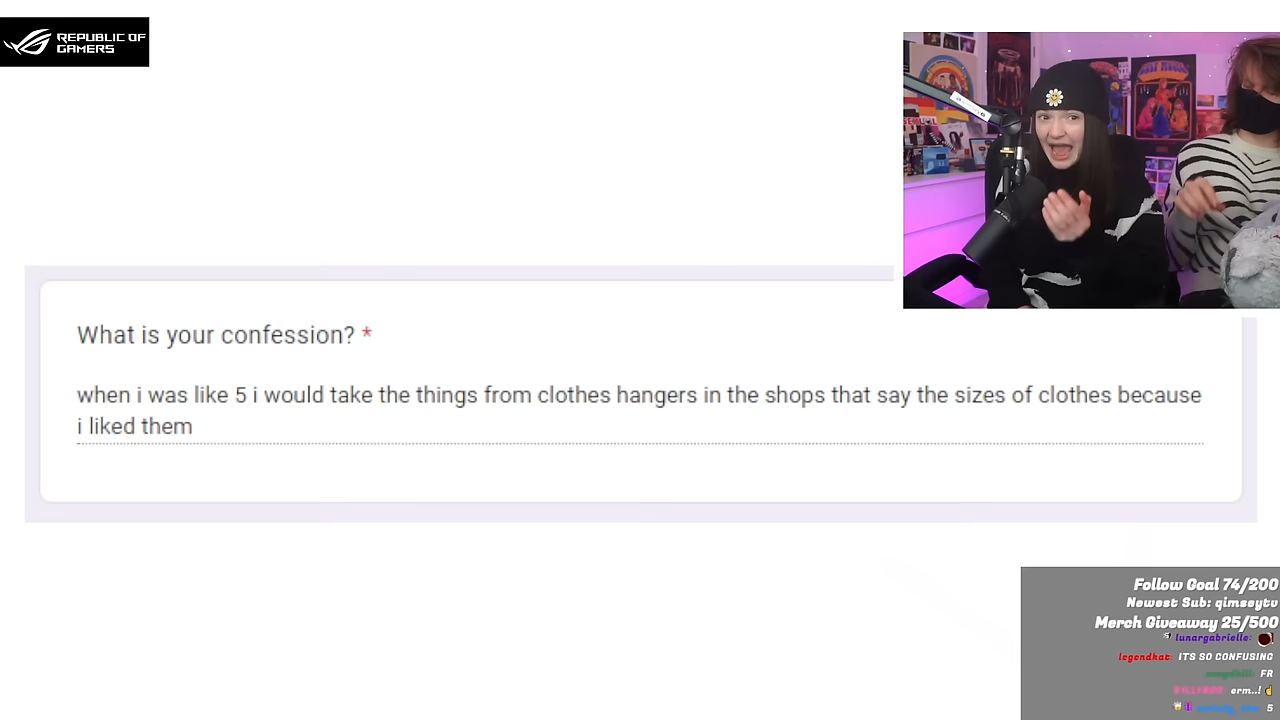 REPUBLIC OF
GAMERS
What is your confession? *
when i was like 5 i would take the things from clothes hangers in the shops that say the sizes of clothes because
i liked them
Follow Goal 74/200
Newest Sub: qimseytv
Merch Giveaway 25/500
lunargabrielle:
legendkat: ITS SO CONFUSING
FR
erm..!
5